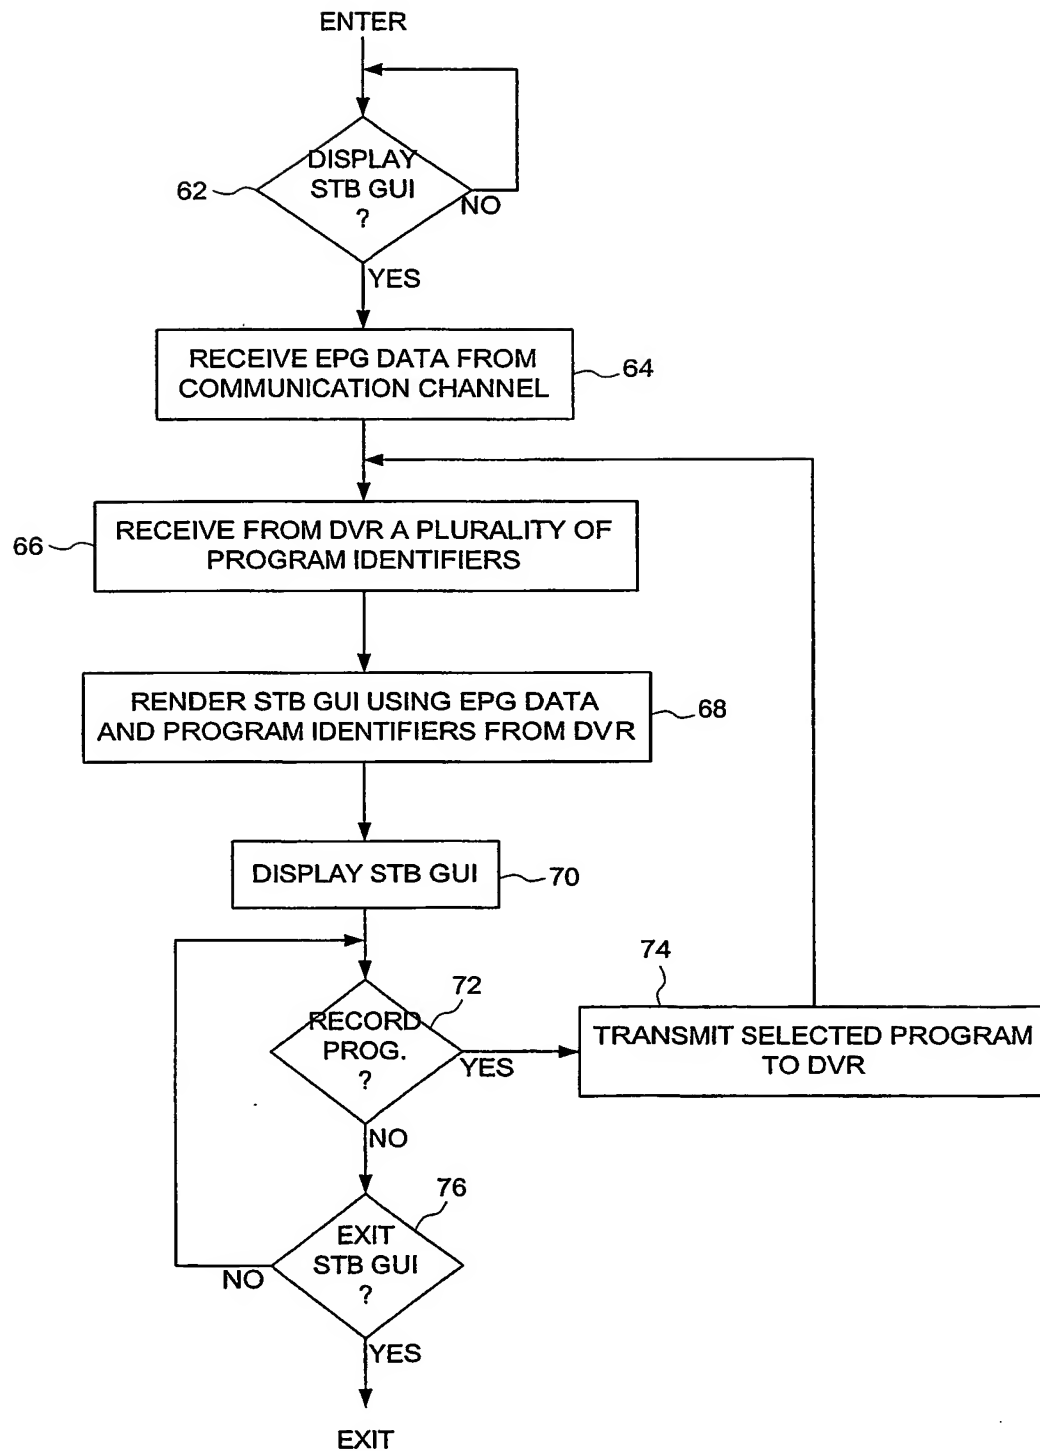 ENTER
DISPLAY
STB GUI
?
62
NO
YES
RECEIVE EPG DATA FROM
COMMUNICATION CHANNEL
64
RECEIVE FROM DVR A PLURALITY OF
PROGRAM IDENTIFIERS
66
RENDER STB GUI USING EPG DATA
AND PROGRAM IDENTIFIERS FROM DVR
68
DISPLAY STB GUI
70
RECORD
PROG.
?
72
YES
NO
74
TRANSMIT SELECTED PROGRAM
TO DVR
EXIT
STB GUI
?
76
NO
YES
EXIT